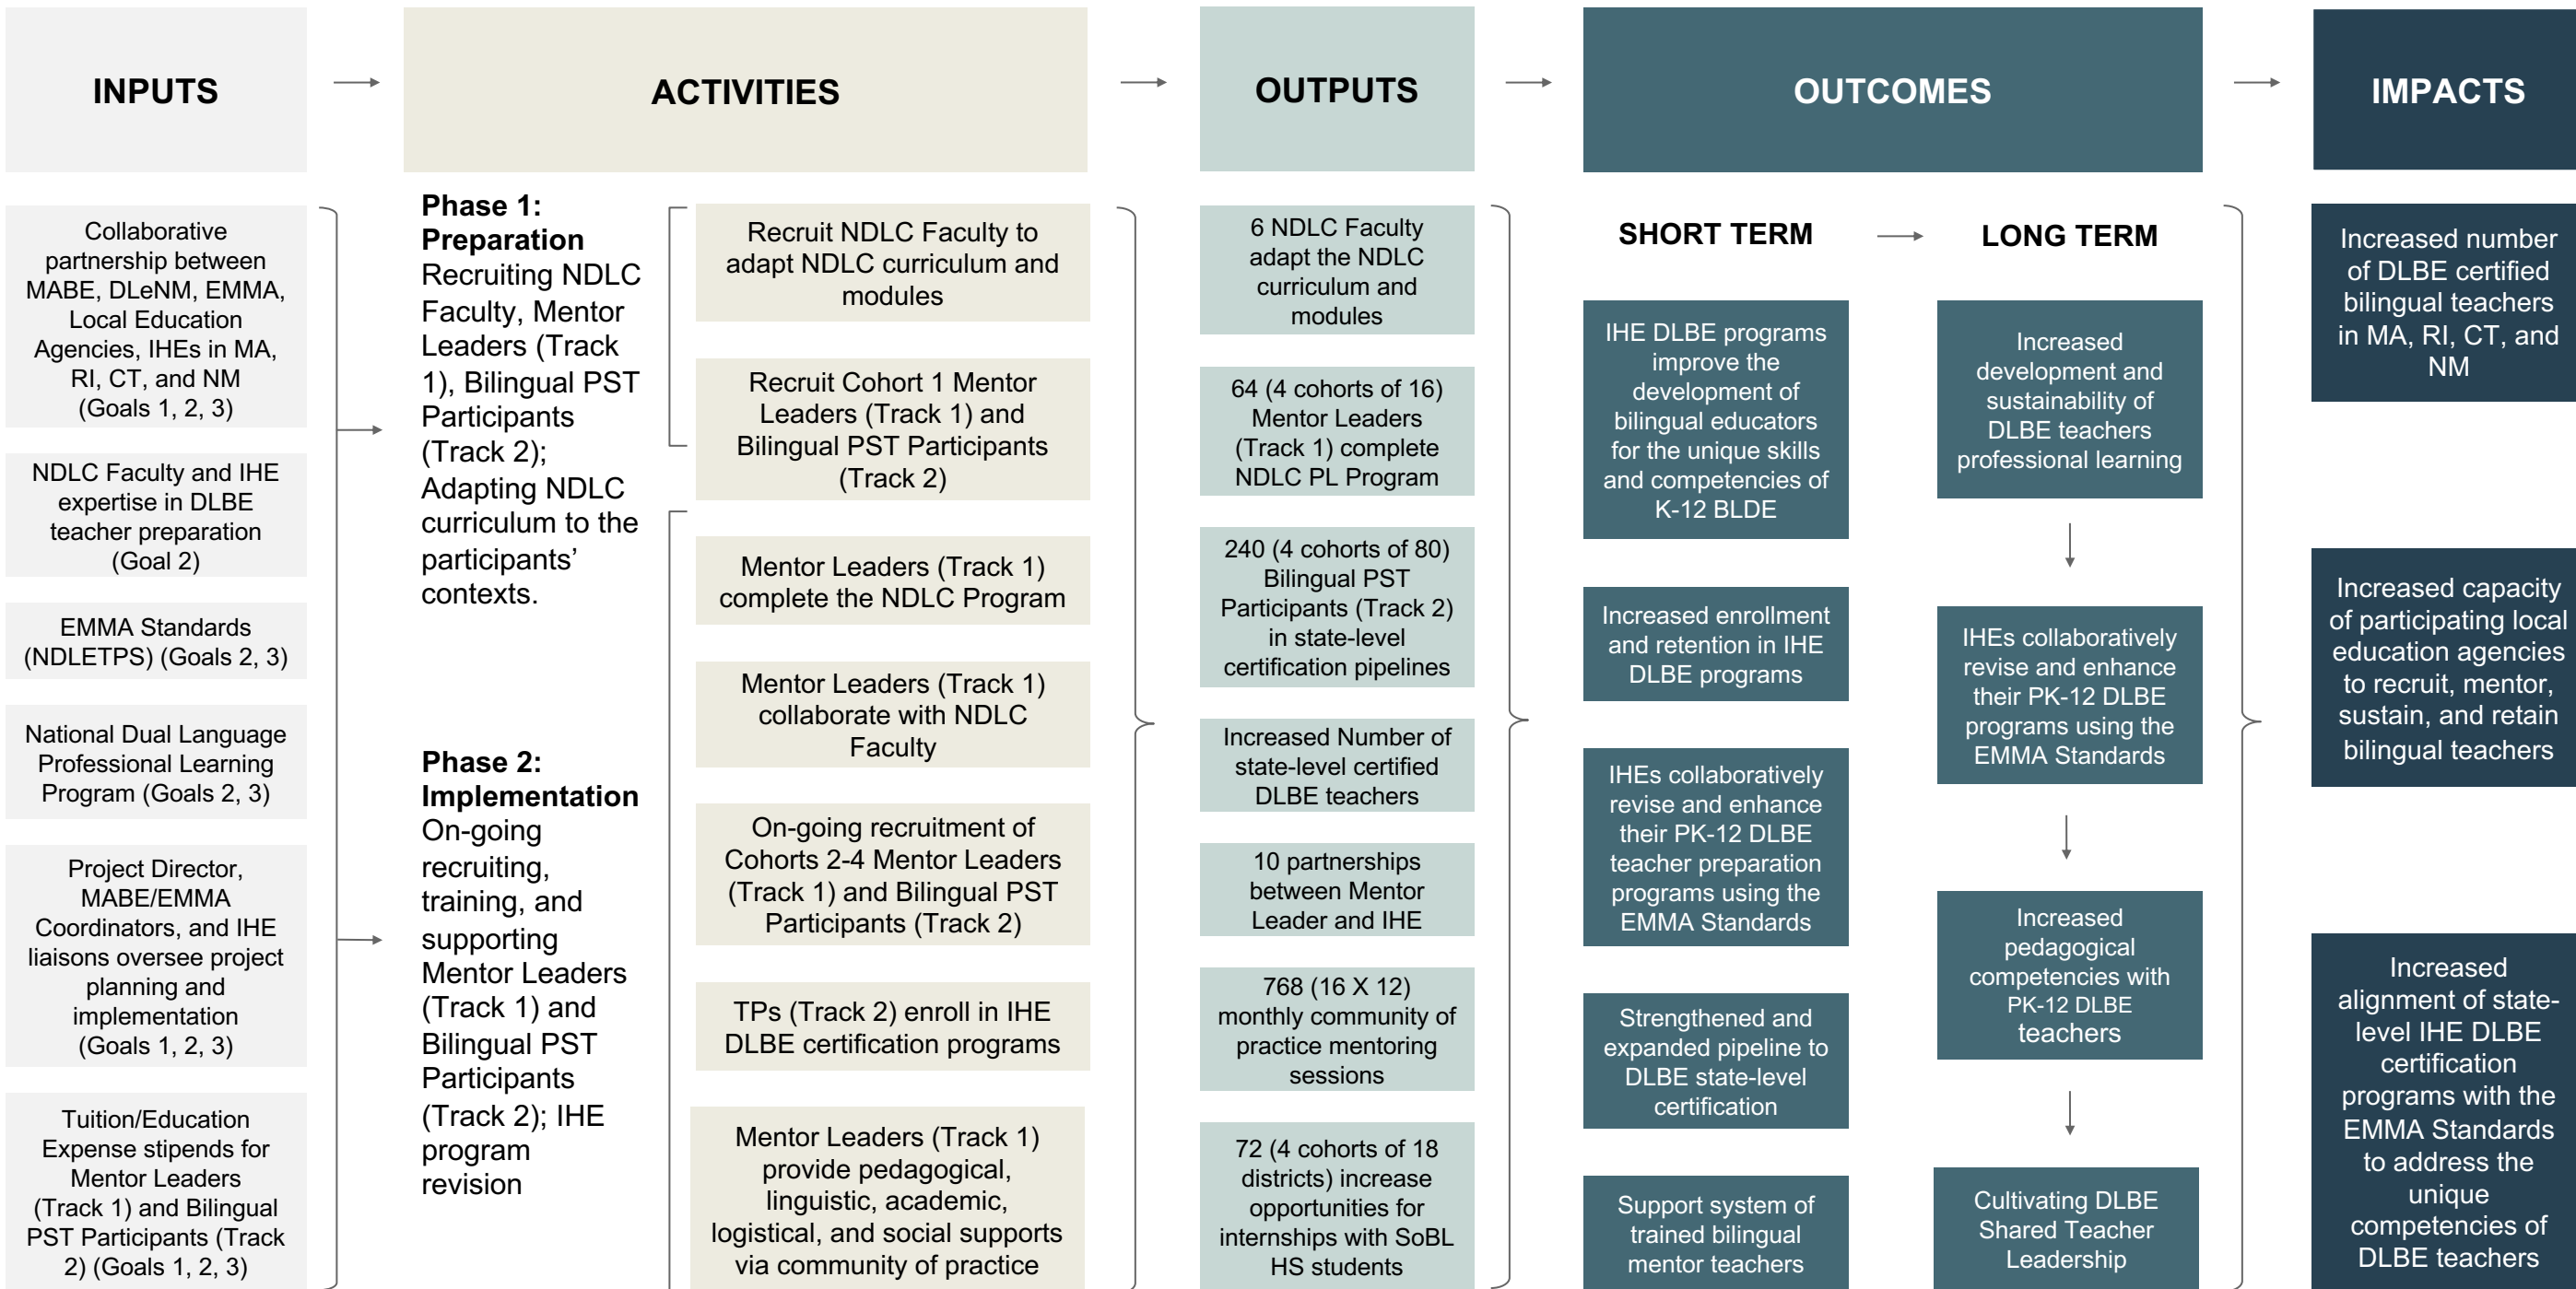 INPUTS
ACTIVITIES
OUTPUTS
OUTCOMES
IMPACTS
Collaborative
partnership between
MABE, DLeNM, EMMA,
Local Education
Agencies, IHEs in MA,
RI, CT, and NM
(Goals 1, 2, 3)
NDLC Faculty and IHE
expertise in DLBE
teacher preparation
(Goal 2)
EMMA Standards
(NDLETPS) (Goals 2, 3)
National Dual Language
Professional Learning
Program (Goals 2, 3)
Project Director,
MABE/EMMA
Coordinators, and IHE
liaisons oversee project
planning and
implementation
(Goals 1, 2, 3)
Tuition/Education
Expense stipends for
Mentor Leaders
(Track 1) and Bilingual
PST Participants (Track
2) (Goals 1, 2, 3)
Phase 1:
Preparation
Recruiting NDLC
Faculty, Mentor
Leaders (Track
1), Bilingual PST
Participants
(Track 2);
Adapting NDLC
curriculum to the
participants’
contexts.
Phase 2:
Implementation
On-going
recruiting,
training, and
supporting
Mentor Leaders
(Track 1) and
Bilingual PST
Participants
(Track 2); IHE
program
revision
Recruit NDLC Faculty to
adapt NDLC curriculum and
modules
Recruit Cohort 1 Mentor
Leaders (Track 1) and
Bilingual PST Participants
(Track 2)
Mentor Leaders (Track 1)
complete the NDLC Program
Mentor Leaders (Track 1)
collaborate with NDLC
Faculty
On-going recruitment of
Cohorts 2-4 Mentor Leaders
(Track 1) and Bilingual PST
Participants (Track 2)
TPs (Track 2) enroll in IHE
DLBE certification programs
Mentor Leaders (Track 1)
provide pedagogical,
linguistic, academic,
logistical, and social supports
via community of practice
6 NDLC Faculty
adapt the NDLC
curriculum and
modules
64 (4 cohorts of 16)
Mentor Leaders
(Track 1) complete
NDLC PL Program
240 (4 cohorts of 80)
Bilingual PST
Participants (Track 2)
in state-level
certification pipelines
Increased Number of
state-level certified
DLBE teachers
10 partnerships
between Mentor
Leader and IHE
768 (16 X 12)
monthly community of
practice mentoring
sessions
72 (4 cohorts of 18
districts) increase
opportunities for
internships with SoBL
HS students
SHORT TERM
IHE DLBE programs
improve the
development of
bilingual educators
for the unique skills
and competencies of
K-12 BLDE
Increased enrollment
and retention in IHE
DLBE programs
IHEs collaboratively
revise and enhance
their PK-12 DLBE
teacher preparation
programs using the
EMMA Standards
Strengthened and
expanded pipeline to
DLBE state-level
certification
Support system of
trained bilingual
mentor teachers
LONG TERM
Increased
development and
sustainability of
DLBE teachers
professional learning
IHEs collaboratively
revise and enhance
their PK-12 DLBE
programs using the
EMMA Standards
Increased
pedagogical
competencies with
PK-12 DLBE
teachers
Cultivating DLBE
Shared Teacher
Leadership
Increased number
of DLBE certified
bilingual teachers
in MA, RI, CT, and
NM
Increased capacity
of participating local
education agencies
to recruit, mentor,
sustain, and retain
bilingual teachers
Increased
alignment of state-
level IHE DLBE
certification
programs with the
EMMA Standards
to address the
unique
competencies of
DLBE teachers